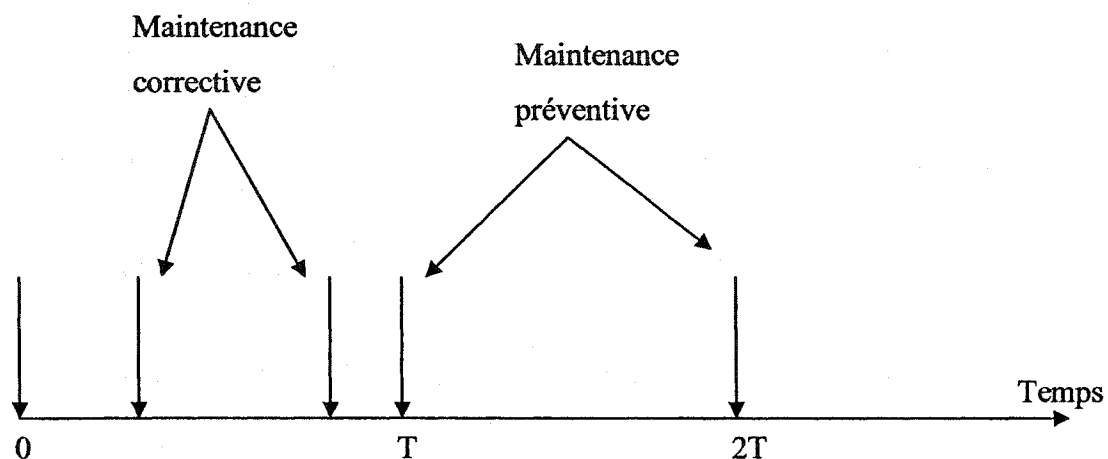 Maintenance
corrective
Maintenance
préventive
Temps
0
T
2T